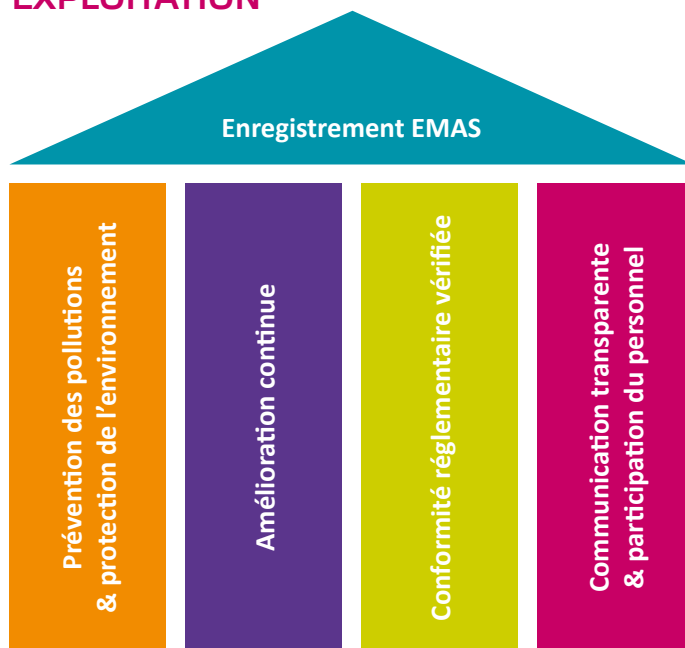 EXPLOITATION
Enregistrement EMAS
Prévention des pollutions
& protection de l’environnement
Amélioration continue
Conformité réglementaire vérifiée
Communication transparente
& participation du personnel